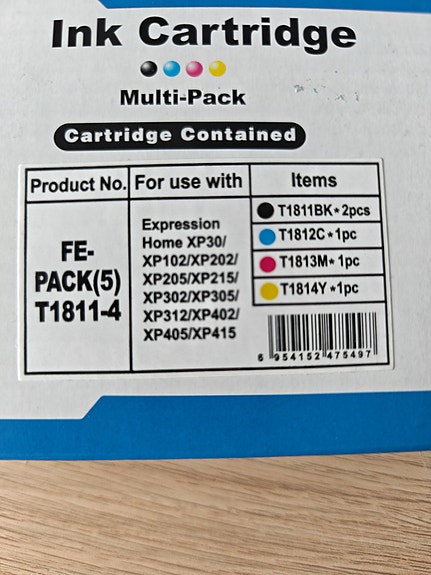 Ink Cartridge
Multi-Pack
Cartridge Contained
Product No.
For use with
Items
FE-
PACK(5)
T1811-4
Expression
Home XP30/
XP102/XP202/
XP205/XP215/
XP302/XP305/
XP312/XP402/
XP405/XP415
T1811BK*2pcs
T1812C*1pc
T1813M*1pc
T1814Y*1pc
6 954152 475497